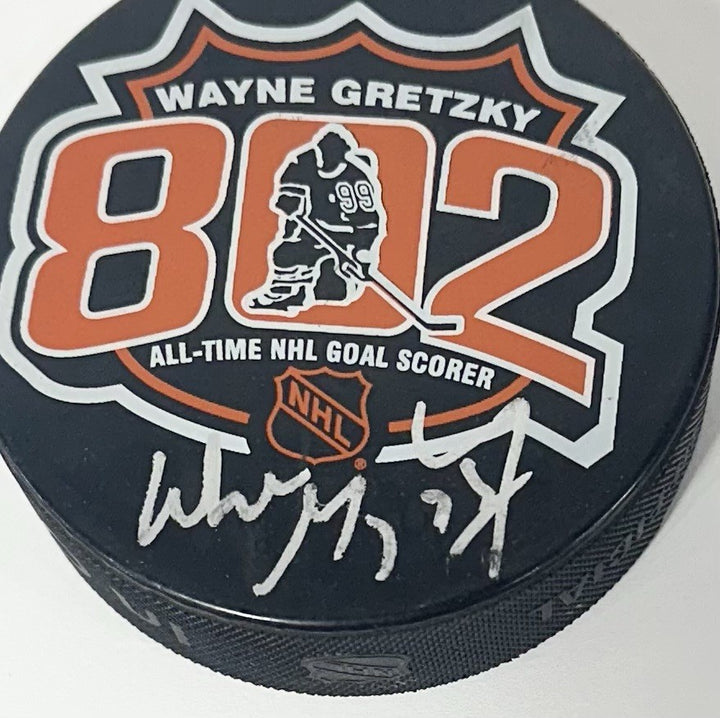 WAYNE GRETZKY
802
99
ALL-TIME NHL GOAL SCORER
NHL
®